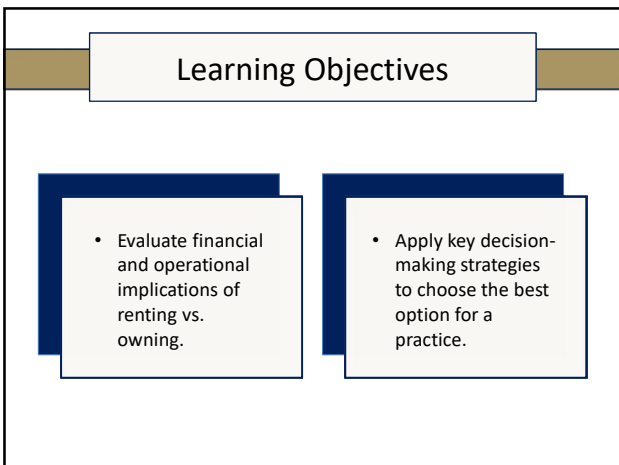 Learning Objectives
• Evaluate financial
and operational
implications of
renting vs.
owning.
• Apply key decision-
making strategies
to choose the best
option for a
practice.